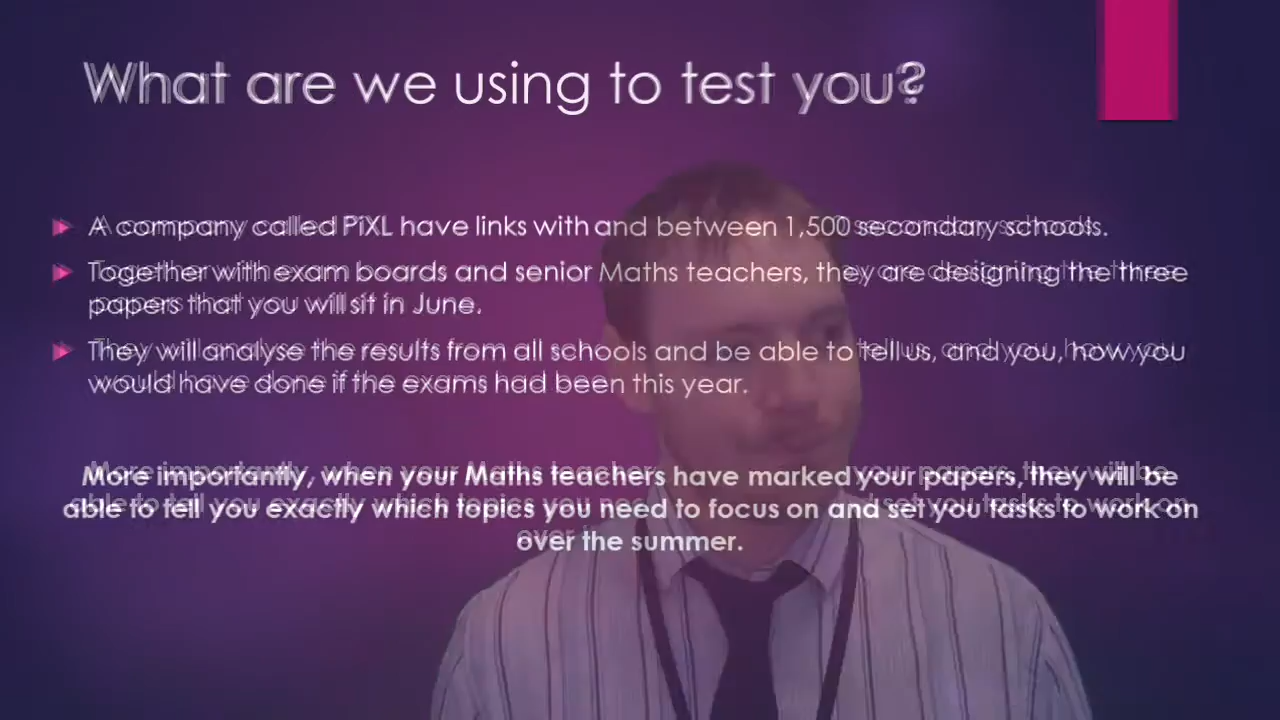 What are we using to test you?
A company called PiXL have links with and between 1,500 secondary schools.
Together with exam boards and senior Maths teachers, they are designing the three
papers that you will sit in June.
They will analyse the results from all schools and be able to tell us, and you, how you
would have done if the exams had been this year.
More importantly, when your Maths teachers have marked your papers, they will be
able to tell you exactly which topics you need to focus on and set you tasks to work on
over the summer.